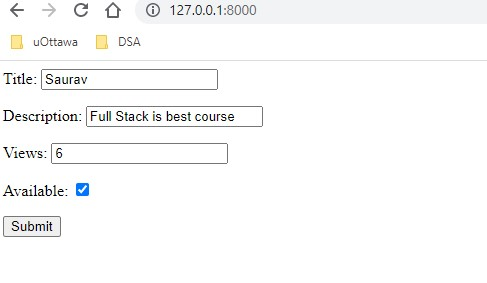 127.0.0.1:8000
uOttawa DSA
Title: Saurav
Description: Full Stack is best course
Views: 6
Available:
Submit